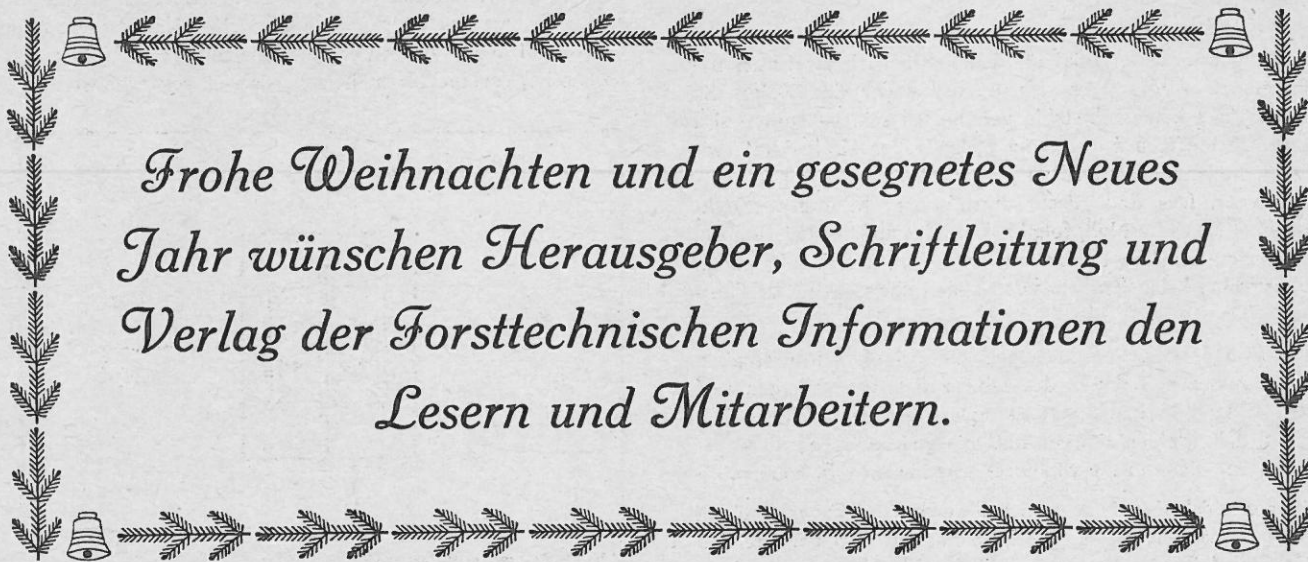 Frohe Weihnachten und ein gesegnetes Neues
Jahr wünschen Herausgeber, Schriftleitung und
Verlag der Forsttechnischen Informationen den
Lesern und Mitarbeitern.